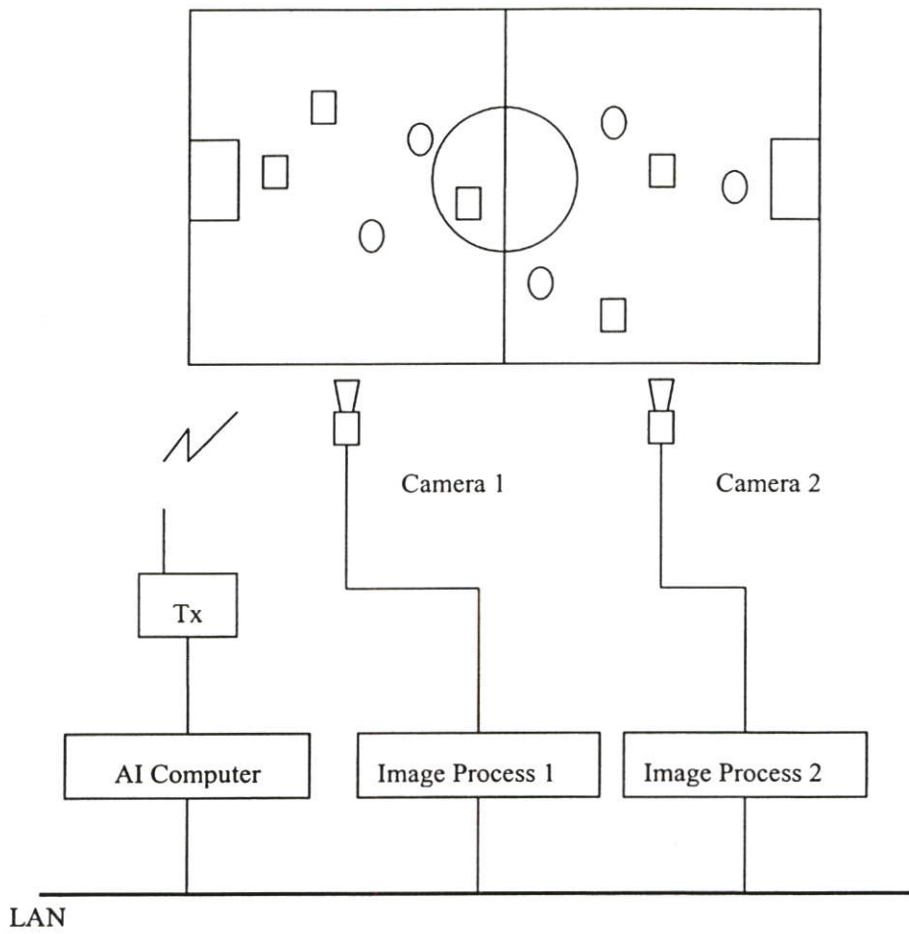 Camera 1
Camera 2
Tx
AI Computer
Image Process 1
Image Process 2
LAN